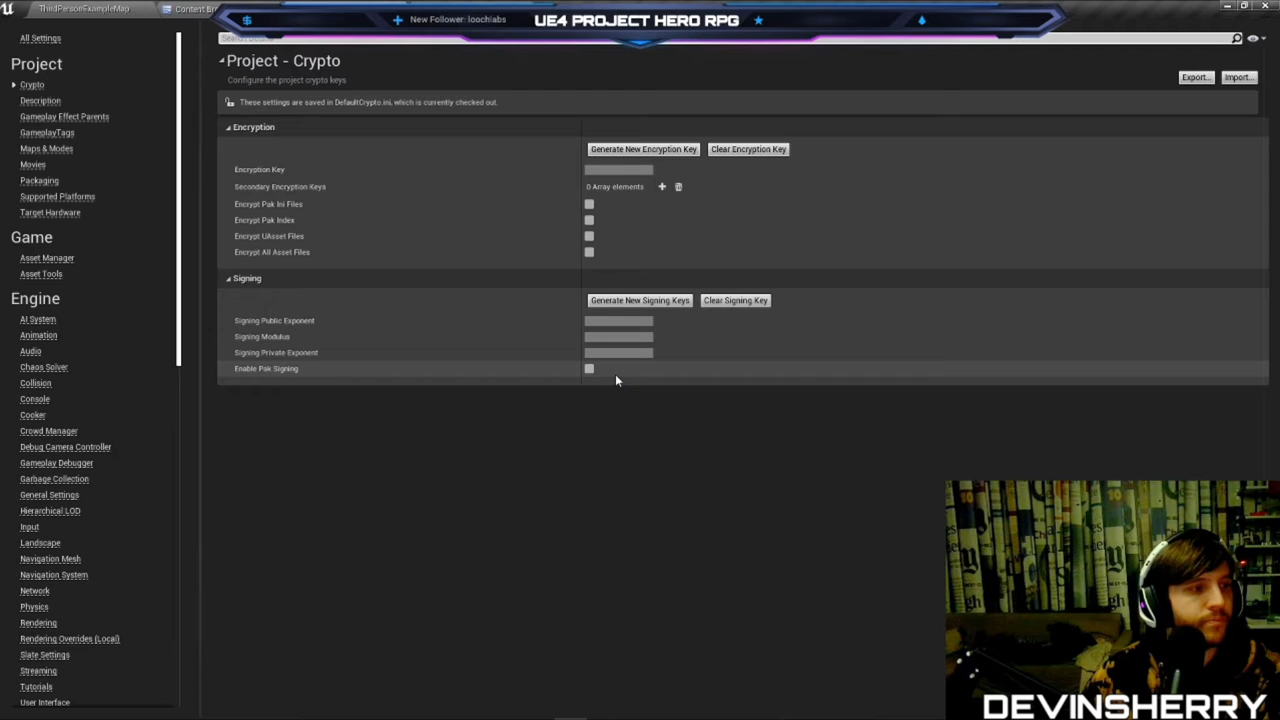 ThirdPersonExampleMap
Content
New Follower: loochlabs
UE4 PROJECT HERO RPG
All Settings
Project
Crypto
Description
Gameplay Effect Parents
GameplayTags
Maps & Modes
Movies
Packaging
Supported Platforms
Target Hardware
Game
Asset Manager
Asset Tools
Engine
AI System
Animation
Audio
Chaos Solver
Collision
Console
Cooker
Crowd Manager
Debug Camera Controller
Gameplay Debugger
Garbage Collection
General Settings
Hierarchical LOD
Input
Landscape
Navigation Mesh
Navigation System
Network
Physics
Rendering
Rendering Overrides (Local)
Slate Settings
Streaming
Tutorials
User Interface
Project - Crypto
Configure the project crypto keys
Export... Import...
These settings are saved in DefaultCrypto.ini, which is currently checked out.
Encryption
Generate New Encryption Key Clear Encryption Key
Encryption Key
Secondary Encryption Keys 0 Array elements
Encrypt Pak Ini Files
Encrypt Pak Index
Encrypt UAsset Files
Encrypt All Asset Files
Signing
Generate New Signing Keys Clear Signing Key
Signing Public Exponent
Signing Modulus
Signing Private Exponent
Enable Pak Signing
DEVINSHERRY